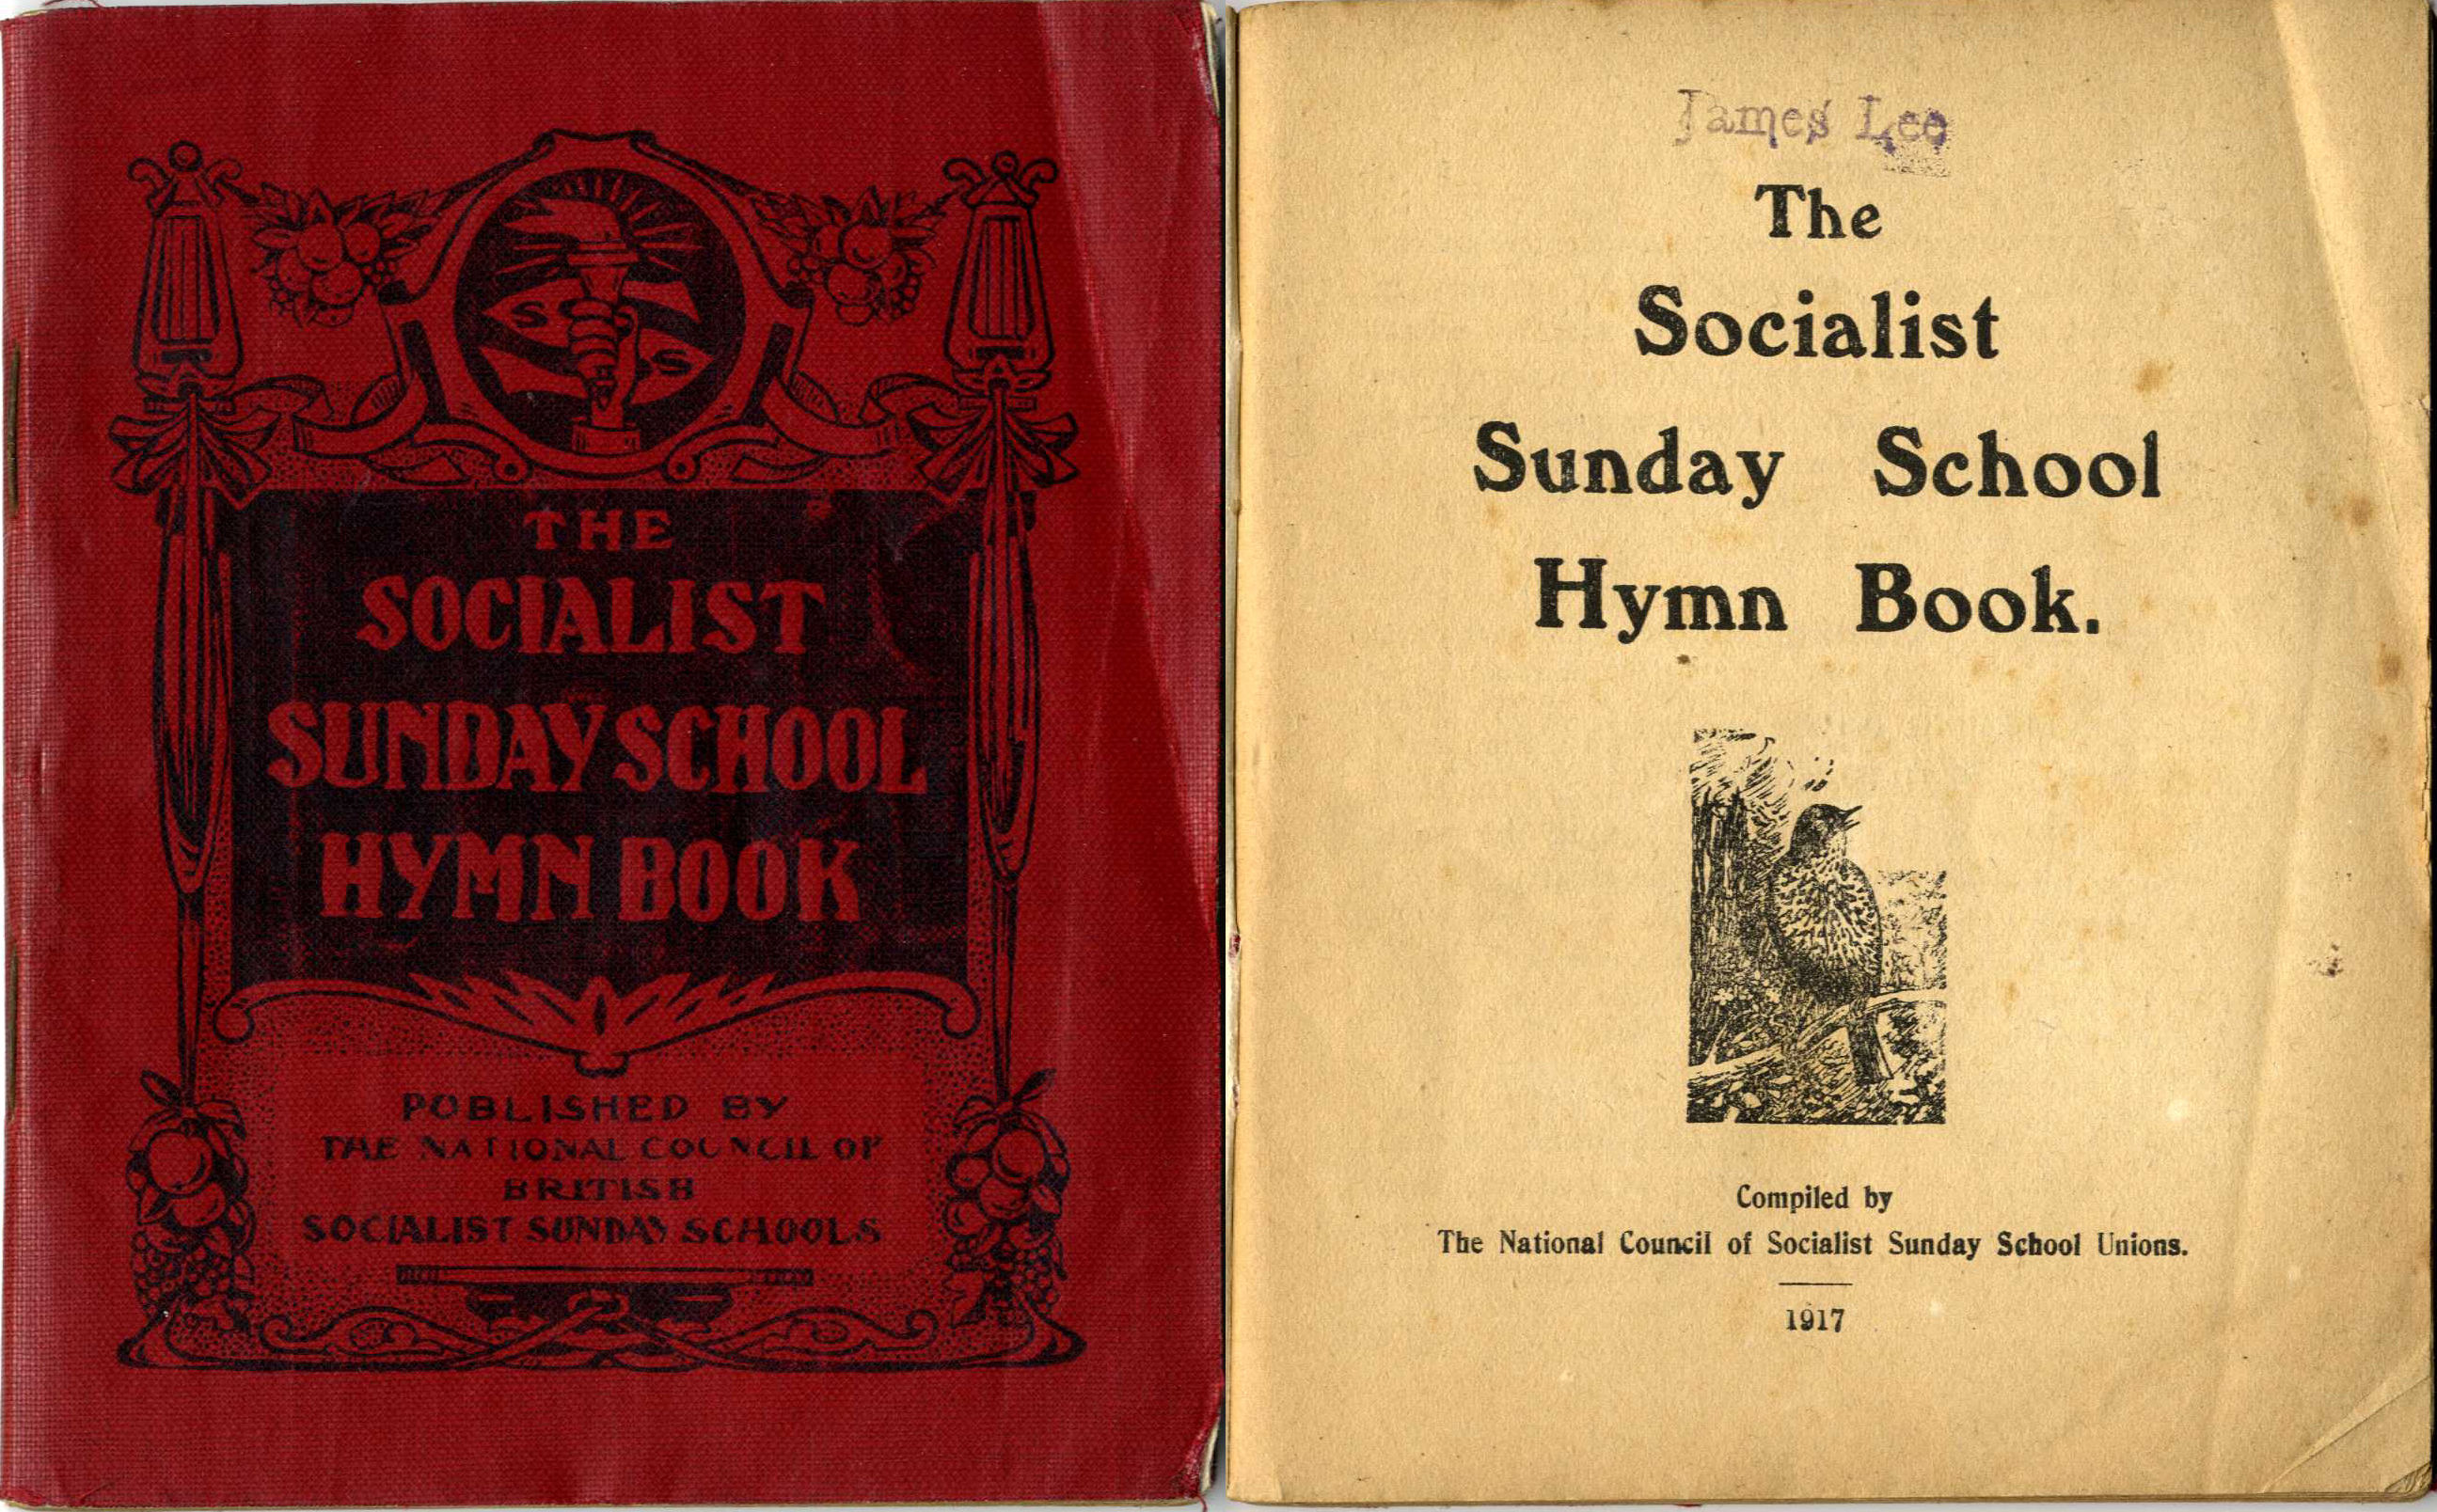 S S
S
THE
SOCIALIST
SUNDAY SCHOOL
HYMN BOOK
POBLISHED BY
THE NATIONAL COUNCIL OF
BRITISH
SOCIALIST SUNDAY SCHOOLS
James Lee
The
Socialist
Sunday School
Hymn Book.
Compiled by
The National Council of Socialist Sunday School Unions.
1917